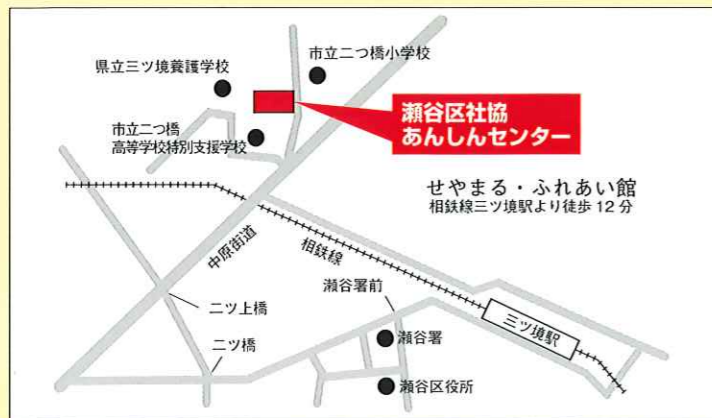 市立二つ橋小学校
県立三ツ境養護学校
瀬谷区社協
あんしんセンター
市立二つ橋
高等学校特別支援学校
せやまる・ふれあい館
相鉄線三ツ境駅より徒歩12分
中原街道
相鉄線
瀬谷署前
二ツ上橋
三ツ境駅
二ツ橋
瀬谷署
瀬谷区役所